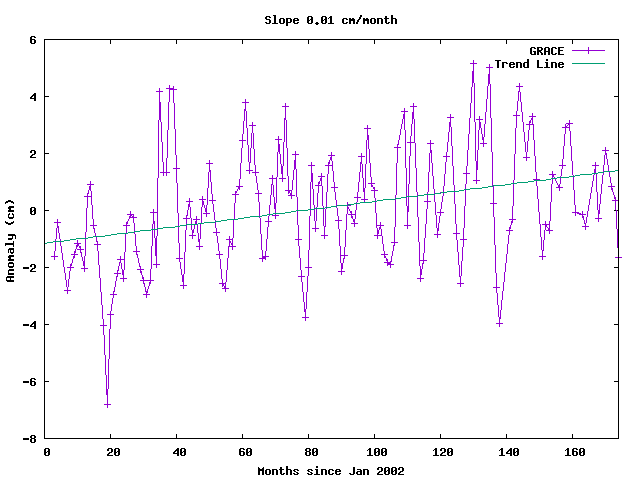 Slope 0.01 cm/month
GRACE
Trend Line
6
4
2
0
-2
-4
-6
-8
Anomaly (cm)
0 20 40 60 80 100 120 140 160
Months since Jan 2002